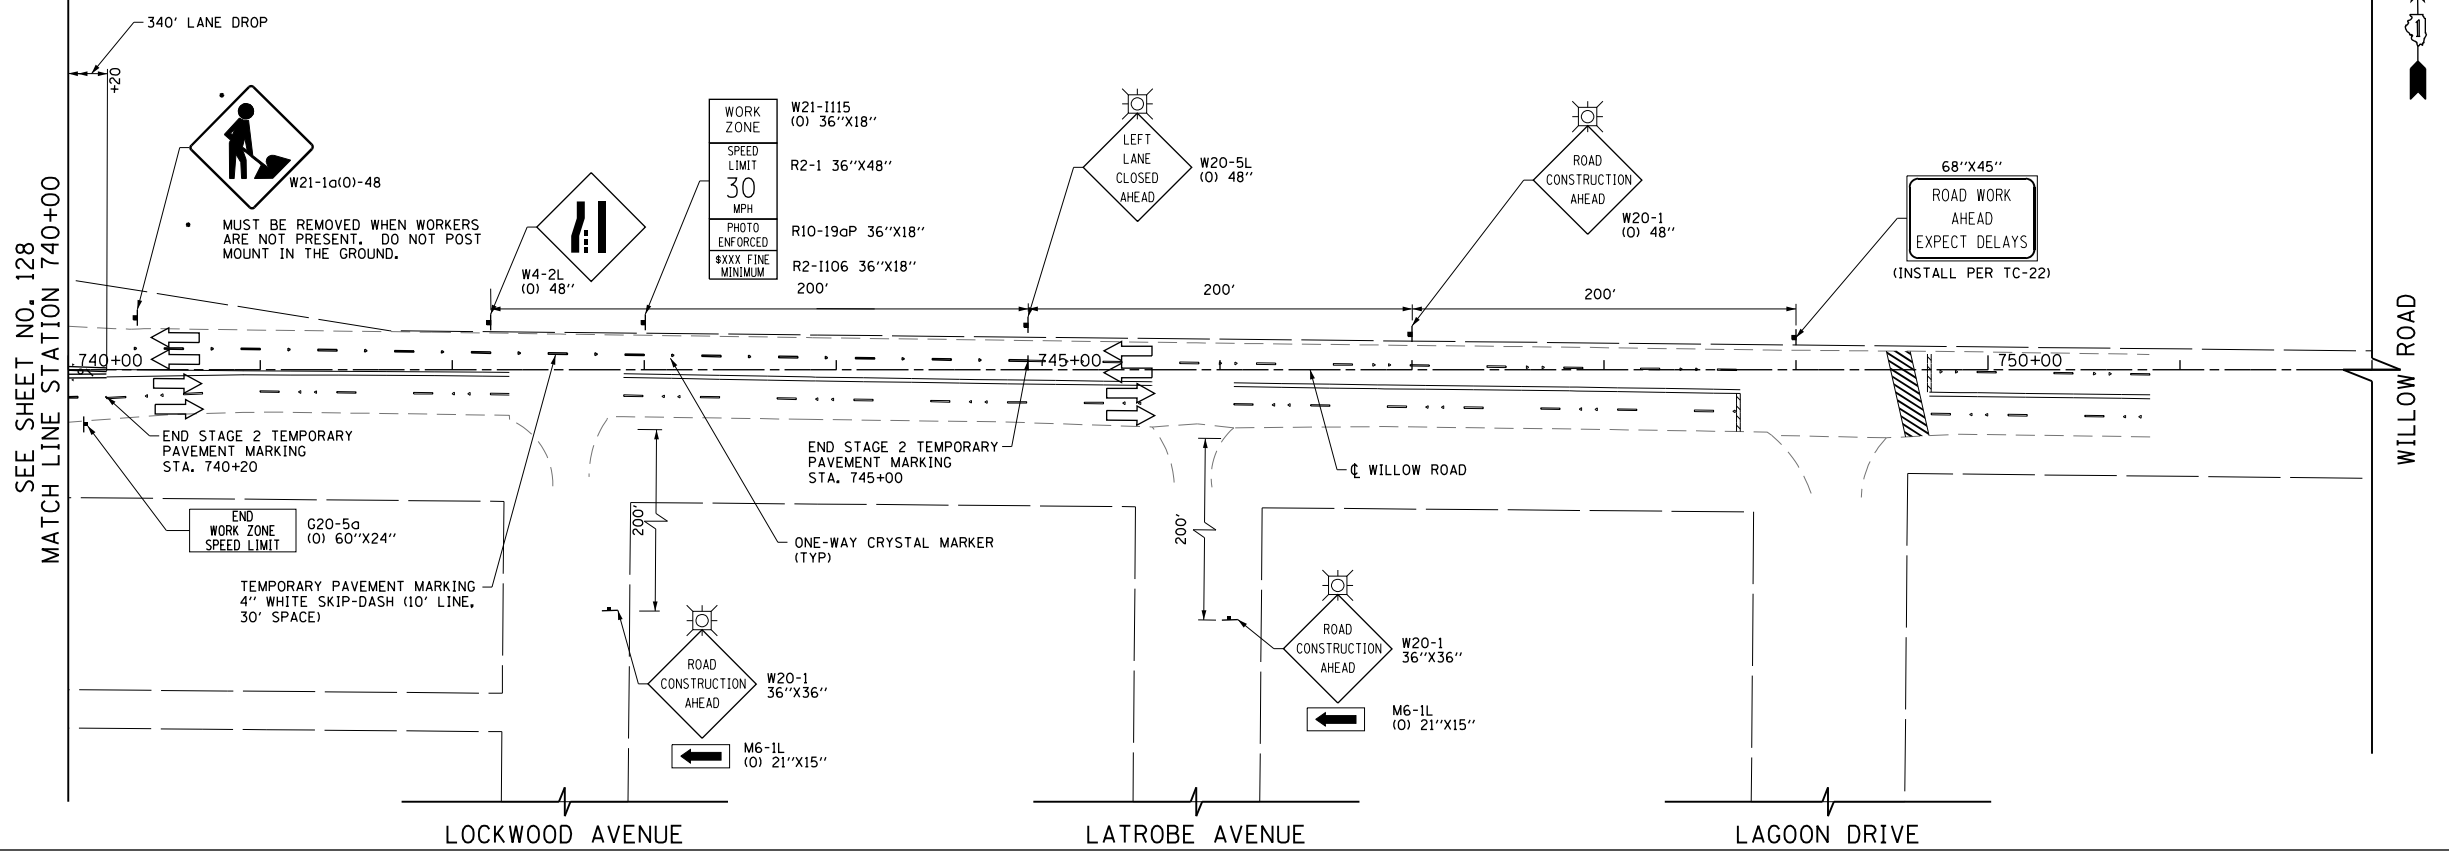 340' LANE DROP
+20
SEE SHEET NO. 128
MATCH LINE STATION 740+00
W21-1a(O)-48
• MUST BE REMOVED WHEN WORKERS
ARE NOT PRESENT. DO NOT POST
MOUNT IN THE GROUND.
W4-2L
(O) 48"
WORK
ZONE
SPEED
LIMIT
30
MPH
PHOTO
ENFORCED
$XXX FINE
MINIMUM
W21-I115
(O) 36"X18"
R2-1 36"X48"
R10-19aP 36"X18"
R2-I106 36"X18"
200'
LEFT
LANE
CLOSED
AHEAD
W20-5L
(O) 48"
200'
ROAD
CONSTRUCTION
AHEAD
W20-1
(O) 48"
200'
68"X45"
ROAD WORK
AHEAD
EXPECT DELAYS
(INSTALL PER TC-22)
1
WILLOW ROAD
740+00
745+00
750+00
END STAGE 2 TEMPORARY
PAVEMENT MARKING
STA. 740+20
END
WORK ZONE
SPEED LIMIT
G20-5a
(O) 60"X24"
TEMPORARY PAVEMENT MARKING
4" WHITE SKIP-DASH (10' LINE,
30' SPACE)
200'
ONE-WAY CRYSTAL MARKER
(TYP)
END STAGE 2 TEMPORARY
PAVEMENT MARKING
STA. 745+00
200'
℄ WILLOW ROAD
ROAD
CONSTRUCTION
AHEAD
W20-1
36"X36"
M6-1L
(O) 21"X15"
ROAD
CONSTRUCTION
AHEAD
W20-1
36"X36"
M6-1L
(O) 21"X15"
LOCKWOOD AVENUE
LATROBE AVENUE
LAGOON DRIVE